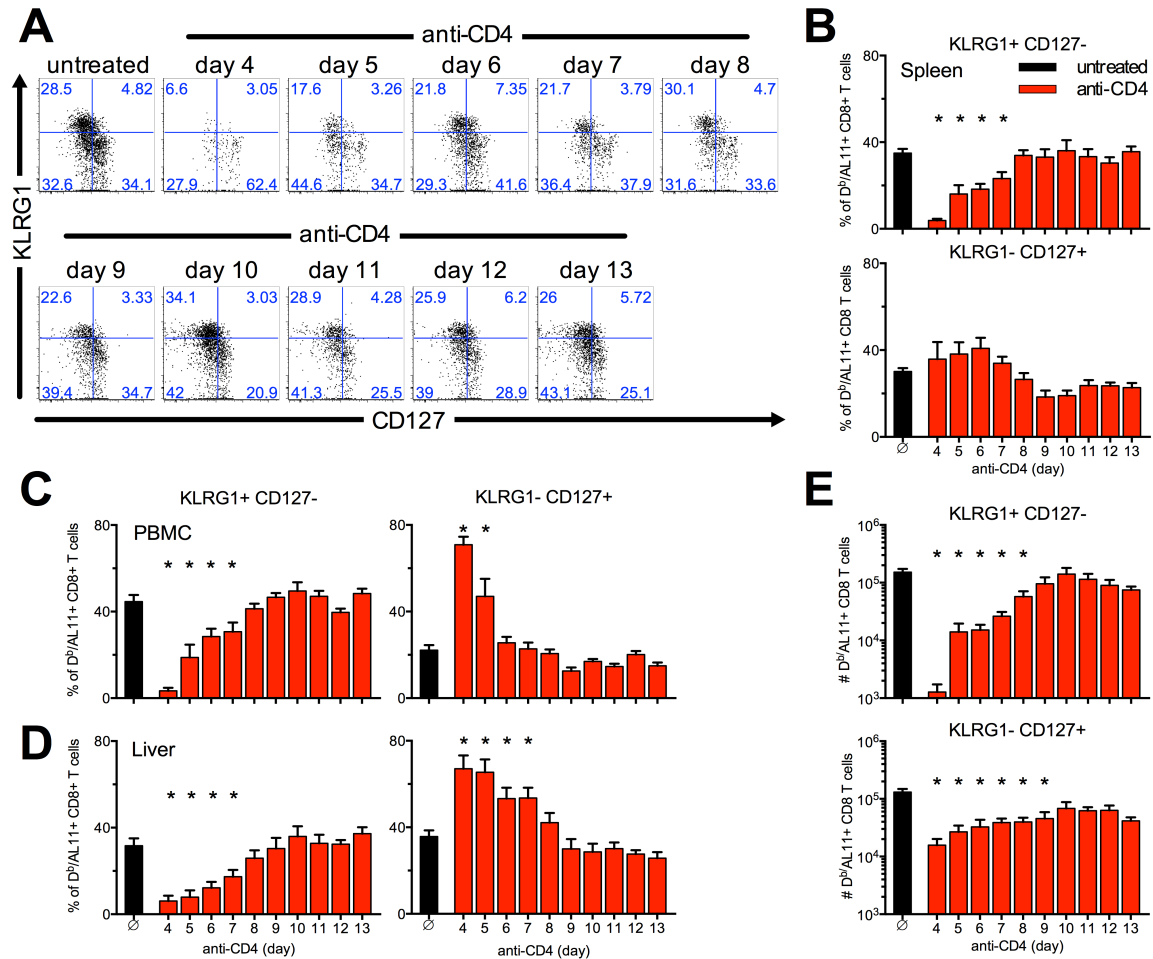 A
anti-CD4
untreated day 4 day 5 day 6 day 7 day 8
28.5 4.82 6.6 3.05 17.6 3.26 21.8 7.35 21.7 3.79 30.1 4.7
32.6 34.1 27.9 62.4 44.6 34.7 29.3 41.6 36.4 37.9 31.6 33.6
KLRG1
anti-CD4
day 9 day 10 day 11 day 12 day 13
22.6 3.33 34.1 3.03 28.9 4.28 25.9 6.2 26 5.72
39.4 34.7 42 20.9 41.3 25.5 39 28.9 43.1 25.1
CD127
B
KLRG1+ CD127-
Spleen
untreated
anti-CD4
% of Dᵇ/AL11+ CD8+ T cells
80
* * * *
40
0
KLRG1- CD127+
% of Dᵇ/AL11+ CD8 T cells
80
40
0
∅ 4 5 6 7 8 9 10 11 12 13
anti-CD4 (day)
C
KLRG1+ CD127-
PBMC
% of Dᵇ/AL11+ CD8+ T cells
80
* * * *
40
0
KLRG1- CD127+
80
* *
40
0
D
Liver
% of Dᵇ/AL11+ CD8+ T cells
80
* * * *
40
0
∅ 4 5 6 7 8 9 10 11 12 13
80
* * * *
40
0
∅ 4 5 6 7 8 9 10 11 12 13
anti-CD4 (day)
E
KLRG1+ CD127-
# Dᵇ/AL11+ CD8 T cells
10⁶
* * * * *
10⁵
10⁴
10³
KLRG1- CD127+
# Dᵇ/AL11+ CD8 T cells
10⁶
* * * * * *
10⁵
10⁴
10³
∅ 4 5 6 7 8 9 10 11 12 13
anti-CD4 (day)